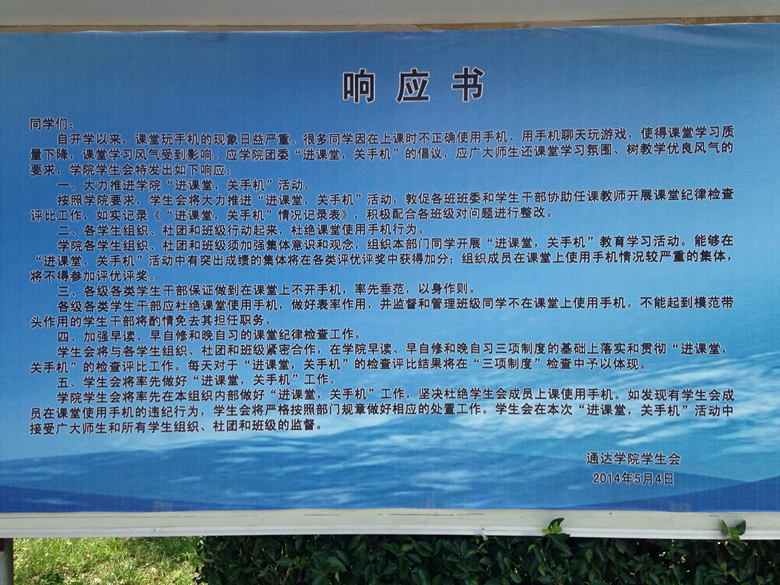 响应书
同学们：
自开学以来，课堂玩手机的现象日益严重。很多同学因在上课时不正确使用手机、用手机聊天玩游戏，使得课堂学习质
量下降，课堂学习风气受到影响。应学院团委“进课堂，关手机”的倡议，应广大师生还课堂学习氛围、树教学优良风气的
要求，学院学生会特发出如下响应：
一、大力推进学院“进课堂，关手机”活动。
按照学院要求，学生会将大力推进“进课堂，关手机”活动，敦促各班班委和学生干部协助任课教师开展课堂纪律检查
评比工作，如实记录《“进课堂，关手机”情况记录表》，积极配合各班级对问题进行整改。
二、各学生组织、社团和班级行动起来，杜绝课堂使用手机行为。
学院各学生组织、社团和班级须加强集体意识和观念，组织本部门同学开展“进课堂，关手机”教育学习活动。能够在
“进课堂，关手机”活动中有突出成绩的集体将在各类评优评奖中获得加分；组织成员在课堂上使用手机情况较严重的集体，
将不得参加评优评奖。
三、各级各类学生干部保证做到在课堂上不开手机，率先垂范，以身作则。
各级各类学生干部应杜绝课堂使用手机，做好表率作用，并监督和管理班级同学不在课堂上使用手机。不能起到模范带
头作用的学生干部将酌情免去其担任职务。
四、加强早读、早自修和晚自习的课堂纪律检查工作。
学生会将与各学生组织、社团和班级紧密合作，在学院早读、早自修和晚自习三项制度的基础上落实和贯彻“进课堂，
关手机”的检查评比工作。每天对于“进课堂，关手机”的检查评比结果将在“三项制度”检查中予以体现。
五、学生会将率先做好“进课堂，关手机”工作。
学院学生会将率先在本组织内部做好“进课堂，关手机”工作，坚决杜绝学生会成员上课使用手机。如发现有学生会成
员在课堂使用手机的违纪行为，学生会将严格按照部门规章做好相应的处置工作。学生会在本次“进课堂，关手机”活动中
接受广大师生和所有学生组织、社团和班级的监督。
通达学院学生会
2014年5月4日